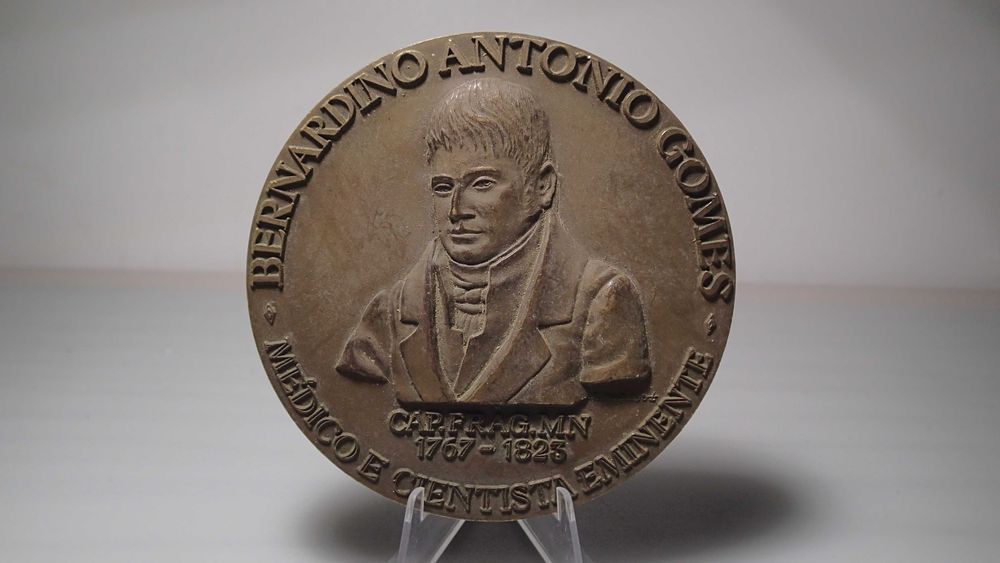 BERNARDINO ANTONIO GOMES
CAP. FRAG. MN
1767 - 1823
MÉDICO E CIENTISTA EMINENTE